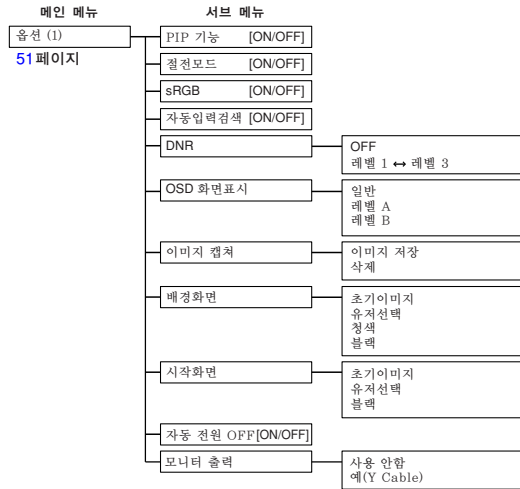 메인 메뉴
서브 메뉴
옵션 (1)
51페이지
PIP 기능 [ON/OFF]
절전모드 [ON/OFF]
sRGB [ON/OFF]
자동입력검색 [ON/OFF]
DNR
OFF
레벨 1 ↔ 레벨 3
OSD 화면표시
일반
레벨 A
레벨 B
이미지 캡쳐
이미지 저장
삭제
배경화면
초기이미지
유저선택
청색
블랙
시작화면
초기이미지
유저선택
블랙
자동 전원 OFF[ON/OFF]
모니터 출력
사용 안함
예(Y Cable)